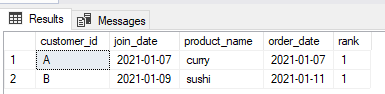 Results Messages
customer_id join_date product_name order_date rank
1 A 2021-01-07 curry 2021-01-07 1
2 B 2021-01-09 sushi 2021-01-11 1